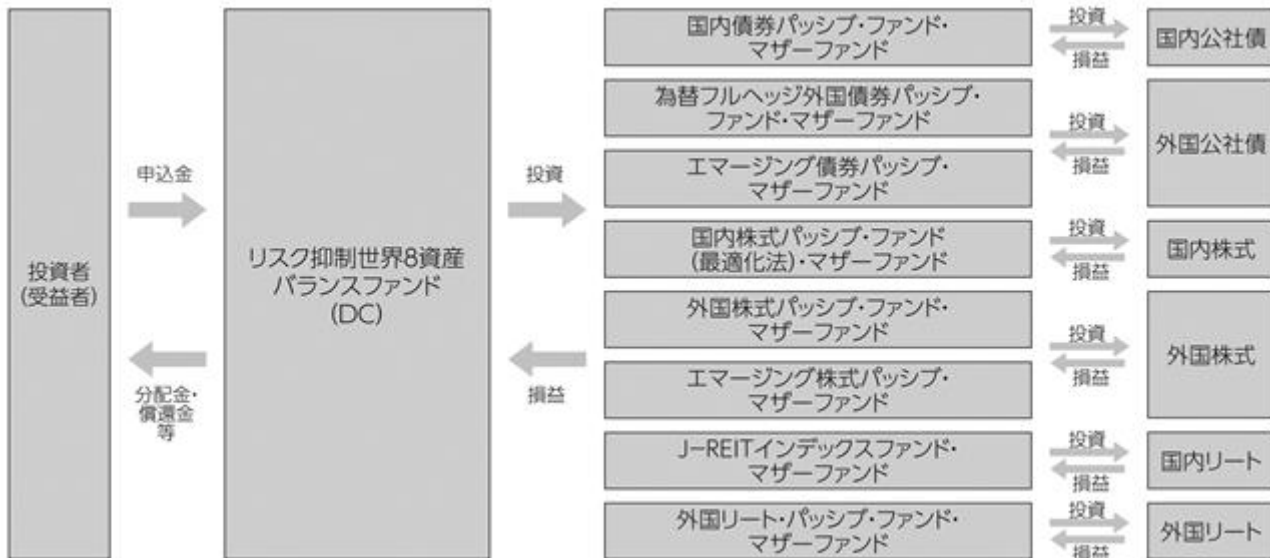 投資者
(受益者)
申込金
分配金・
償還金
等
リスク抑制世界8資産
バランスファンド
(DC)
投資
損益
国内債券パッシブ・ファンド・
マザーファンド
投資
損益
国内公社債
為替フルヘッジ外国債券パッシブ・
ファンド・マザーファンド
エマージング債券パッシブ・
マザーファンド
投資
損益
外国公社債
国内株式パッシブ・ファンド
(最適化法)・マザーファンド
投資
損益
国内株式
外国株式パッシブ・ファンド・
マザーファンド
エマージング株式パッシブ・
マザーファンド
投資
損益
外国株式
J-REITインデックスファンド・
マザーファンド
投資
損益
国内リート
外国リート・パッシブ・ファンド・
マザーファンド
投資
損益
外国リート